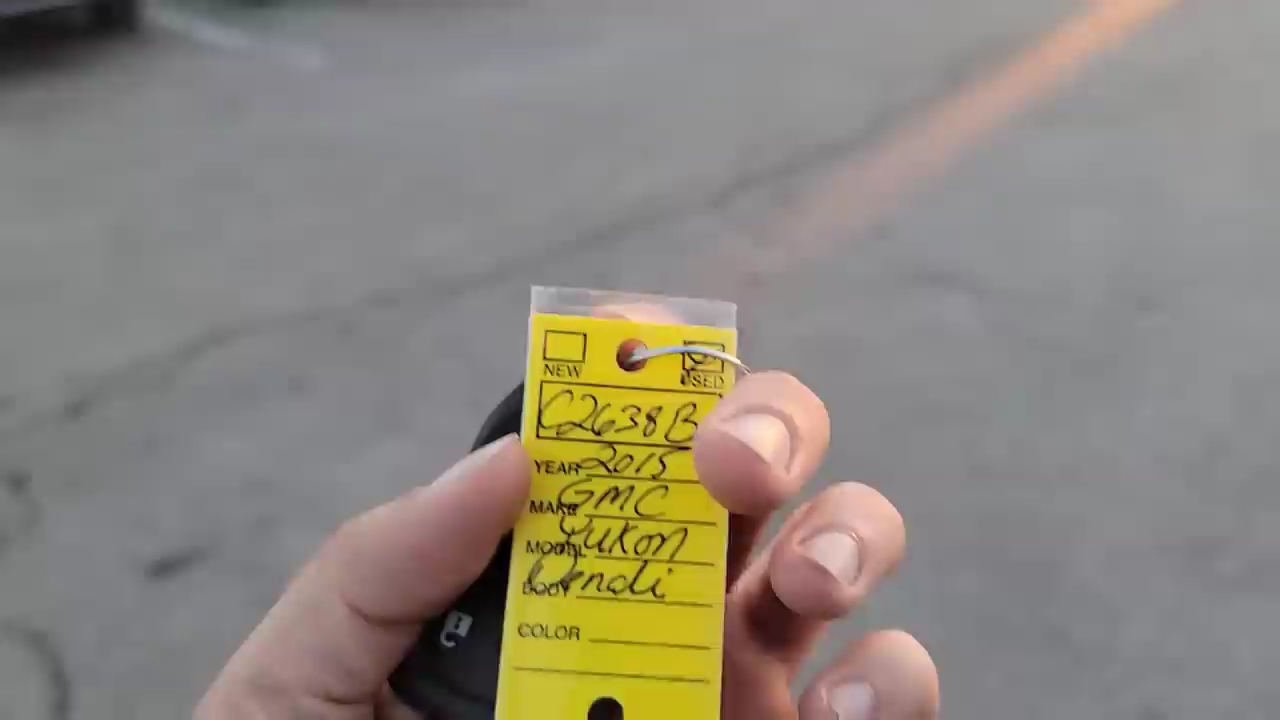 NEW USED
C2638B
YEAR 2015
MAKE GMC
MODEL Yukon
BODY Denali
COLOR